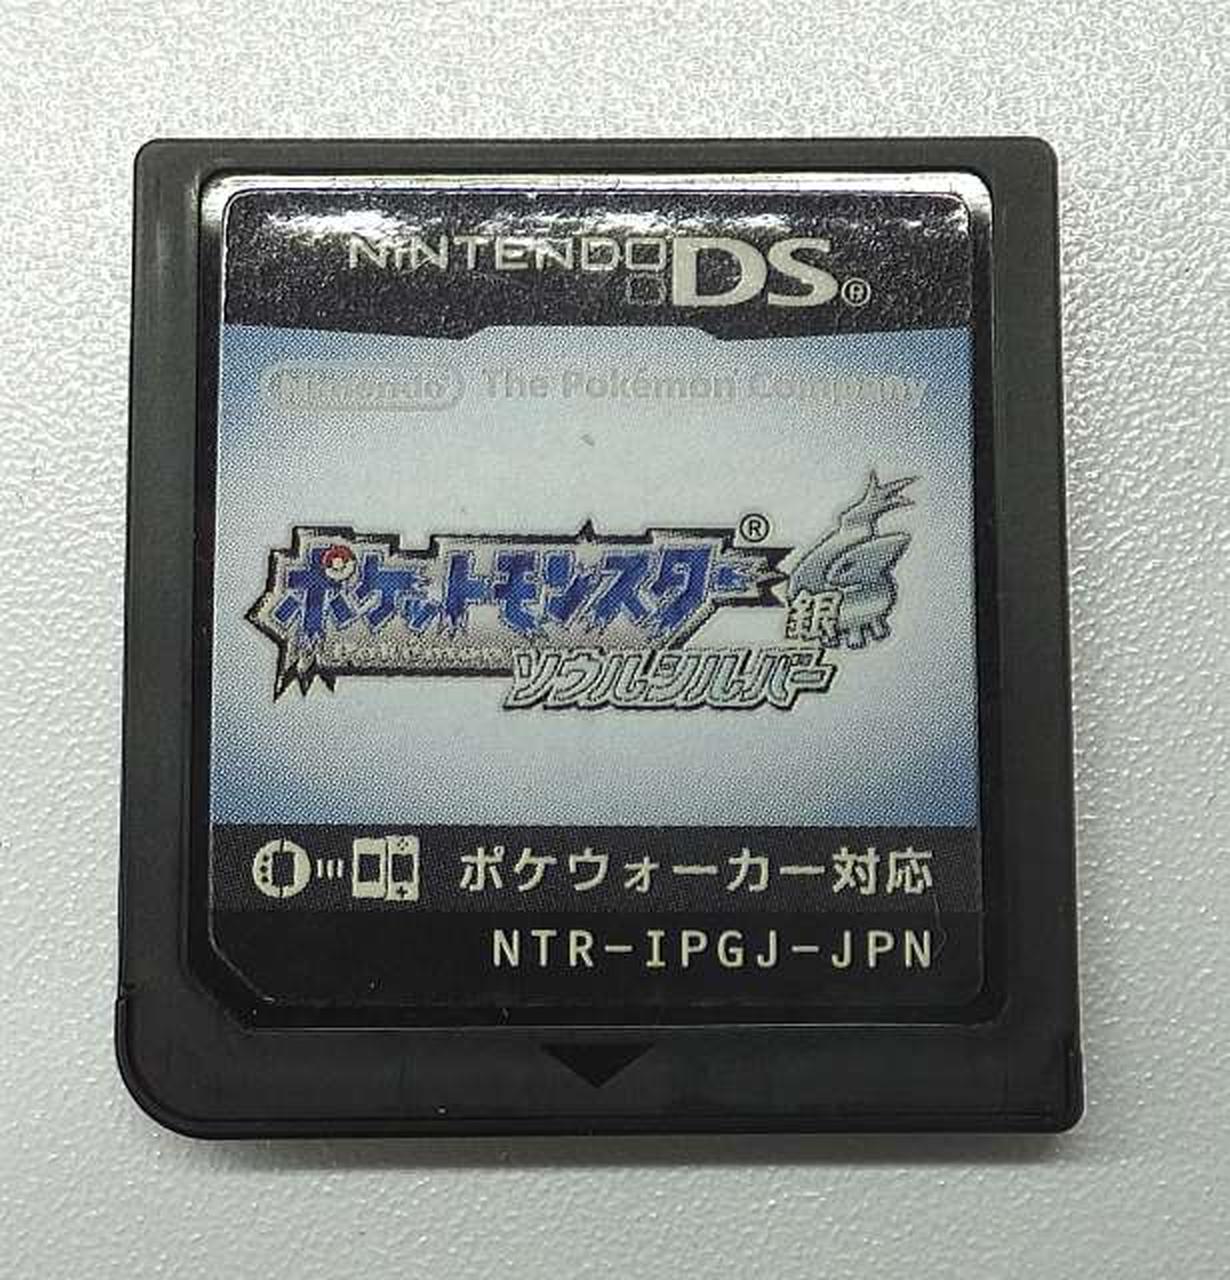 NINTENDO DS®
Nintendo The Pokémon Company
ポケットモンスター®
POKÉMON
銀
ソウルシルバー
ポケウォーカー対応
NTR-IPGJ-JPN